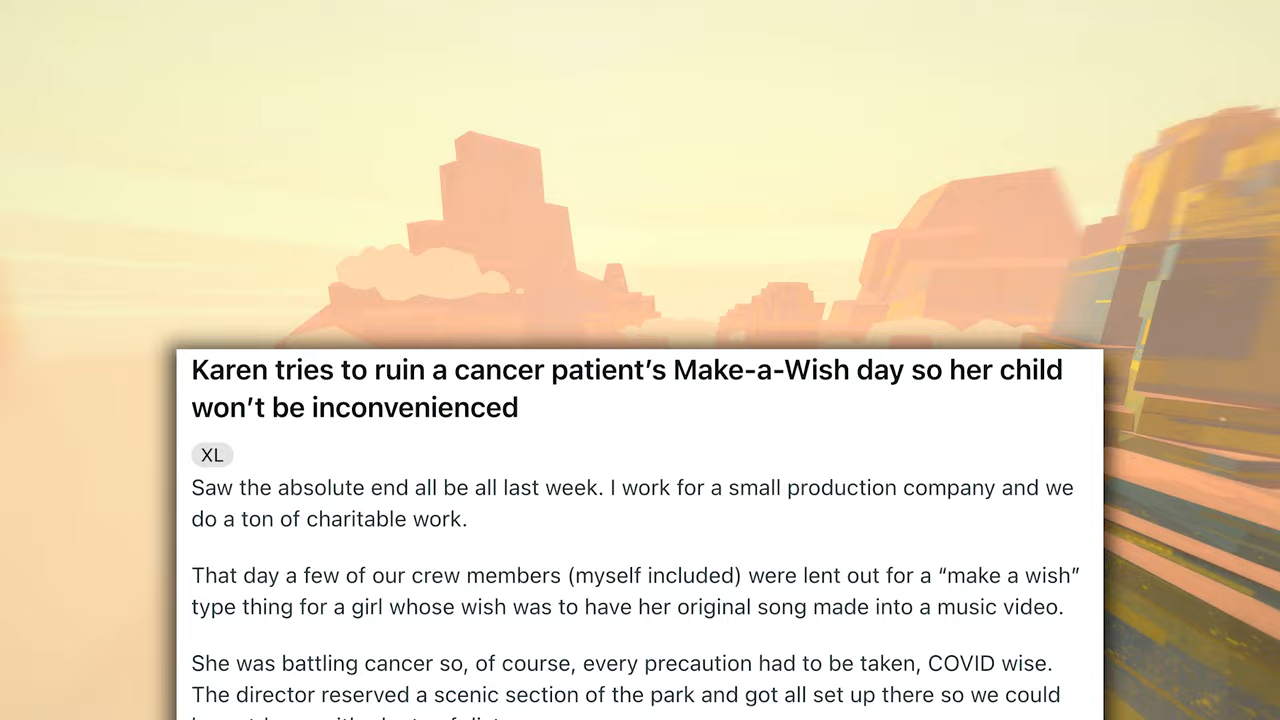 Karen tries to ruin a cancer patient’s Make-a-Wish day so her child
won’t be inconvenienced
XL
Saw the absolute end all be all last week. I work for a small production company and we
do a ton of charitable work.
That day a few of our crew members (myself included) were lent out for a “make a wish”
type thing for a girl whose wish was to have her original song made into a music video.
She was battling cancer so, of course, every precaution had to be taken, COVID wise.
The director reserved a scenic section of the park and got all set up there so we could